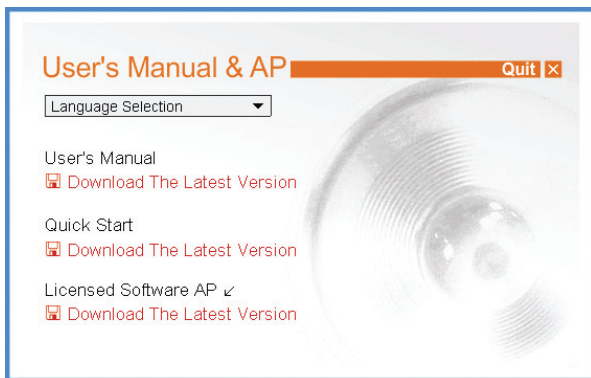 User's Manual & AP Quit
Language Selection
User's Manual
Download The Latest Version
Quick Start
Download The Latest Version
Licensed Software AP
Download The Latest Version